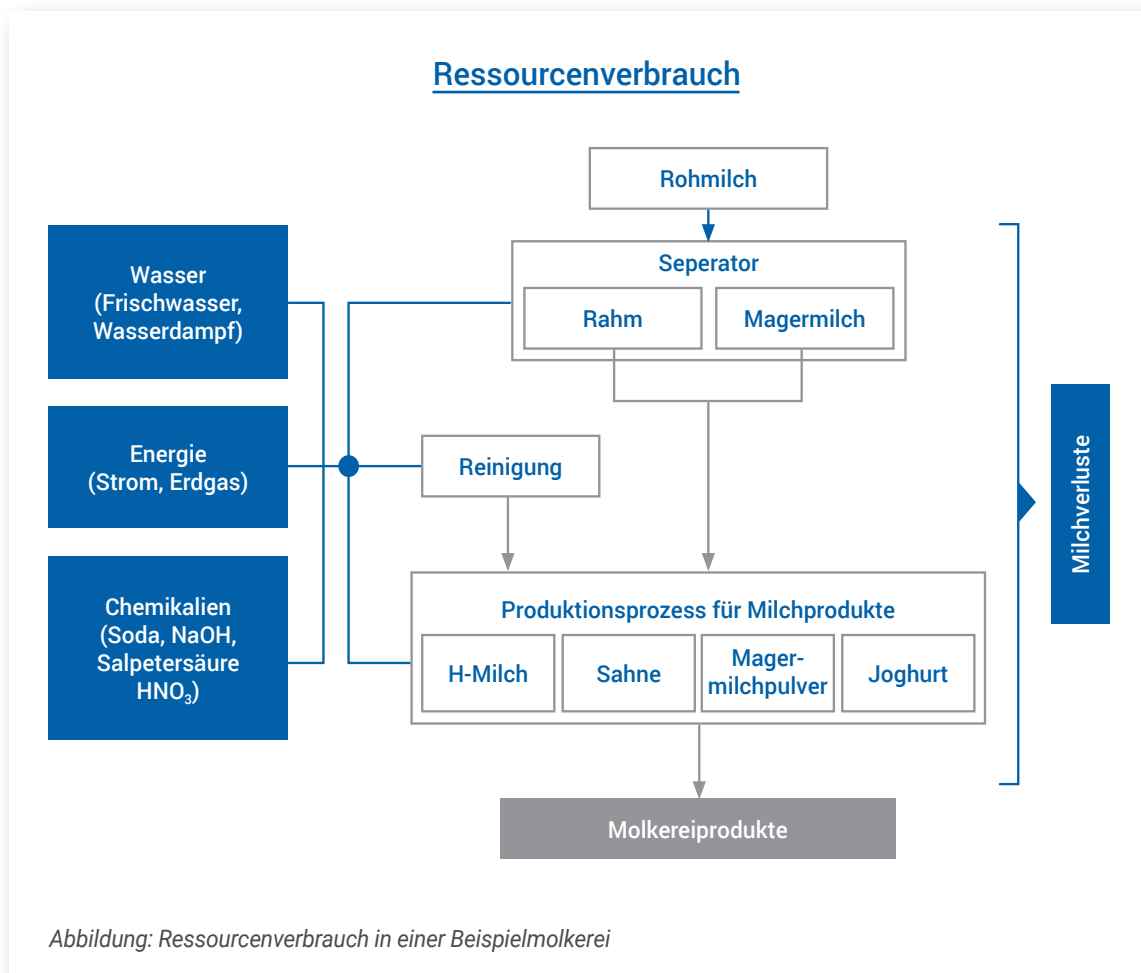 Ressourcenverbrauch
Rohmilch
Seperator
Rahm
Magermilch
Wasser
(Frischwasser,
Wasserdampf)
Energie
(Strom, Erdgas)
Reinigung
Chemikalien
(Soda, NaOH,
Salpetersäure
HNO₃)
Produktionsprozess für Milchprodukte
H-Milch
Sahne
Mager-
milchpulver
Joghurt
Milchverluste
Molkereiprodukte
Abbildung: Ressourcenverbrauch in einer Beispielmolkerei